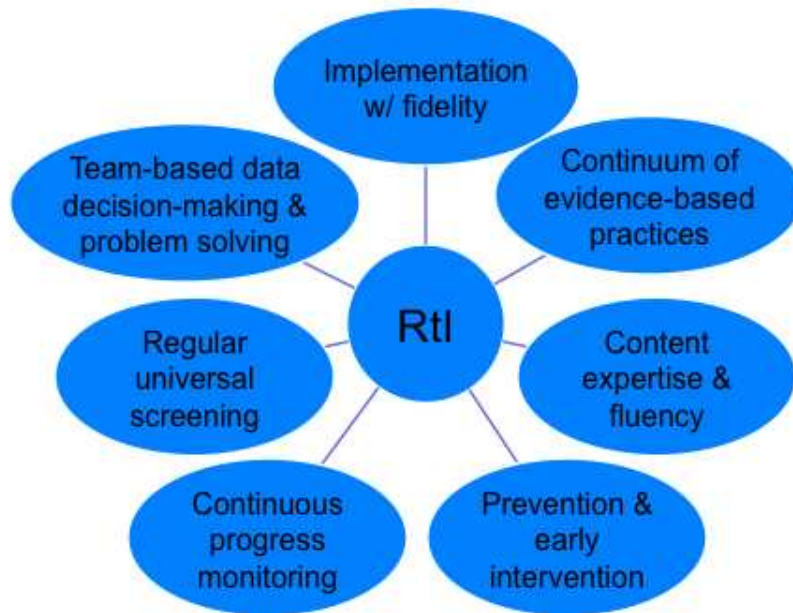 Implementation
w/ fidelity
Team-based data
decision-making &
problem solving
Continuum of
evidence-based
practices
RtI
Regular
universal
screening
Content
expertise &
fluency
Continuous
progress
monitoring
Prevention &
early
intervention